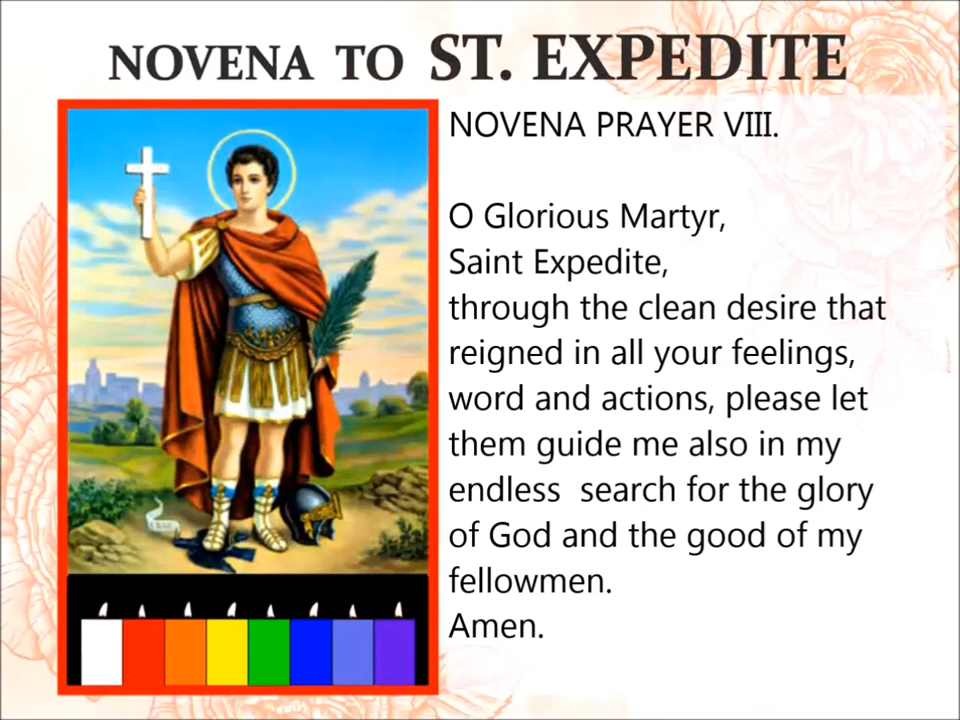 NOVENA TO ST. EXPEDITE
NOVENA PRAYER VIII.
O Glorious Martyr,
Saint Expedite,
through the clean desire that
reigned in all your feelings,
word and actions, please let
them guide me also in my
endless  search for the glory
of God and the good of my
fellowmen.
Amen.